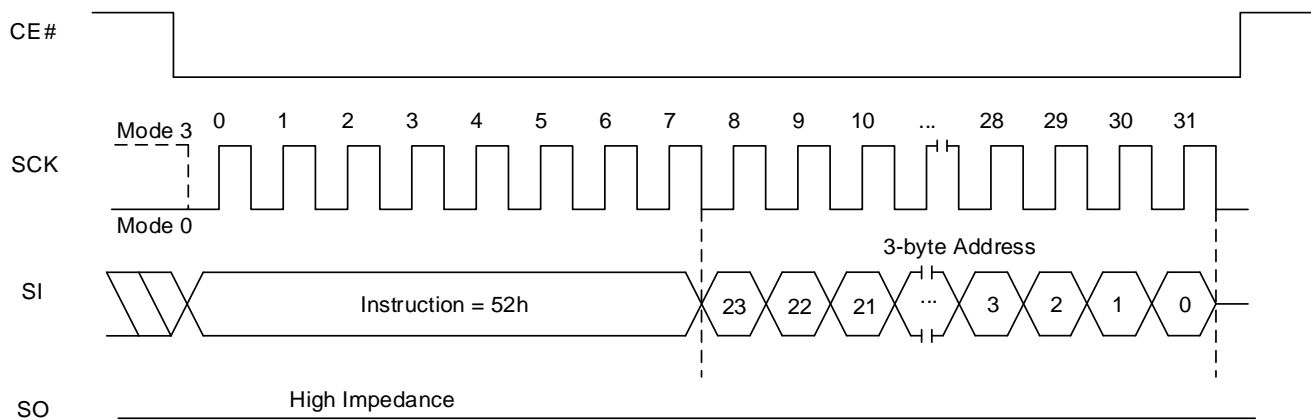 CE#
0 1 2 3 4 5 6 7 8 9 10 ... 28 29 30 31
Mode 3
SCK
Mode 0
3-byte Address
SI
Instruction = 52h
23 22 21 ... 3 2 1 0
High Impedance
SO